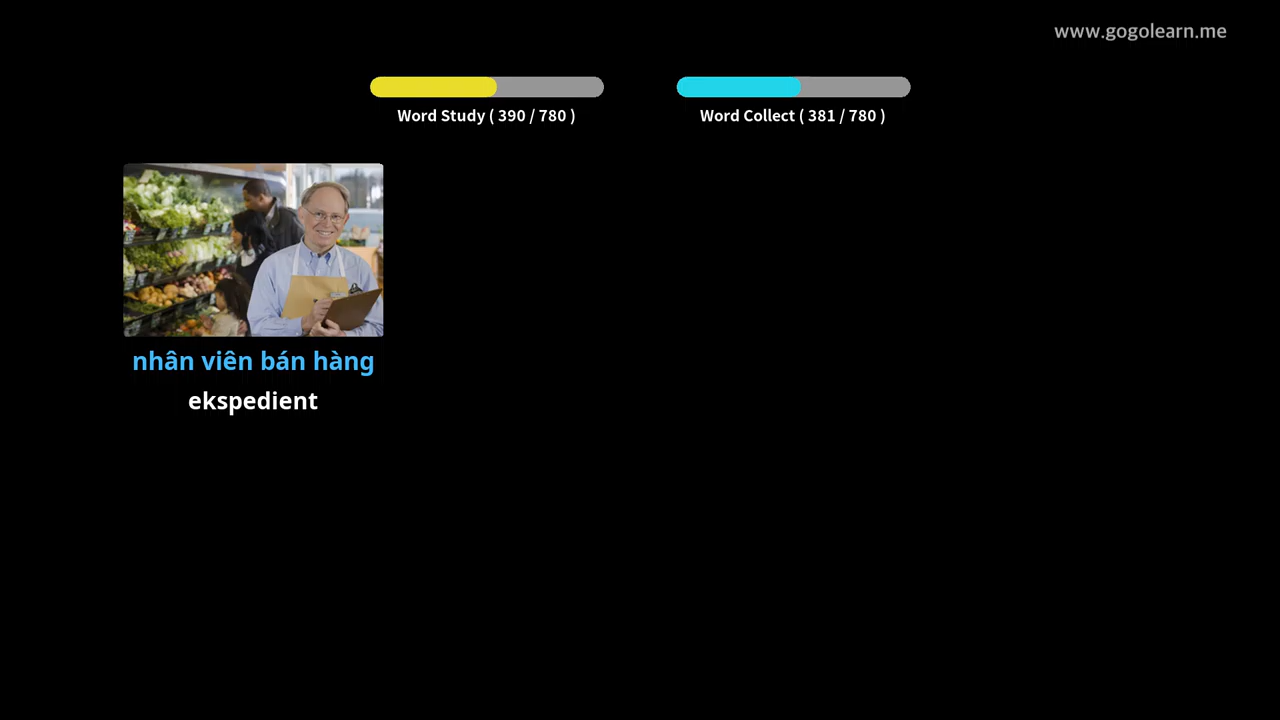 www.gogolearn.me
Word Study ( 390 / 780 )
Word Collect ( 381 / 780 )
nhân viên bán hàng
ekspedient